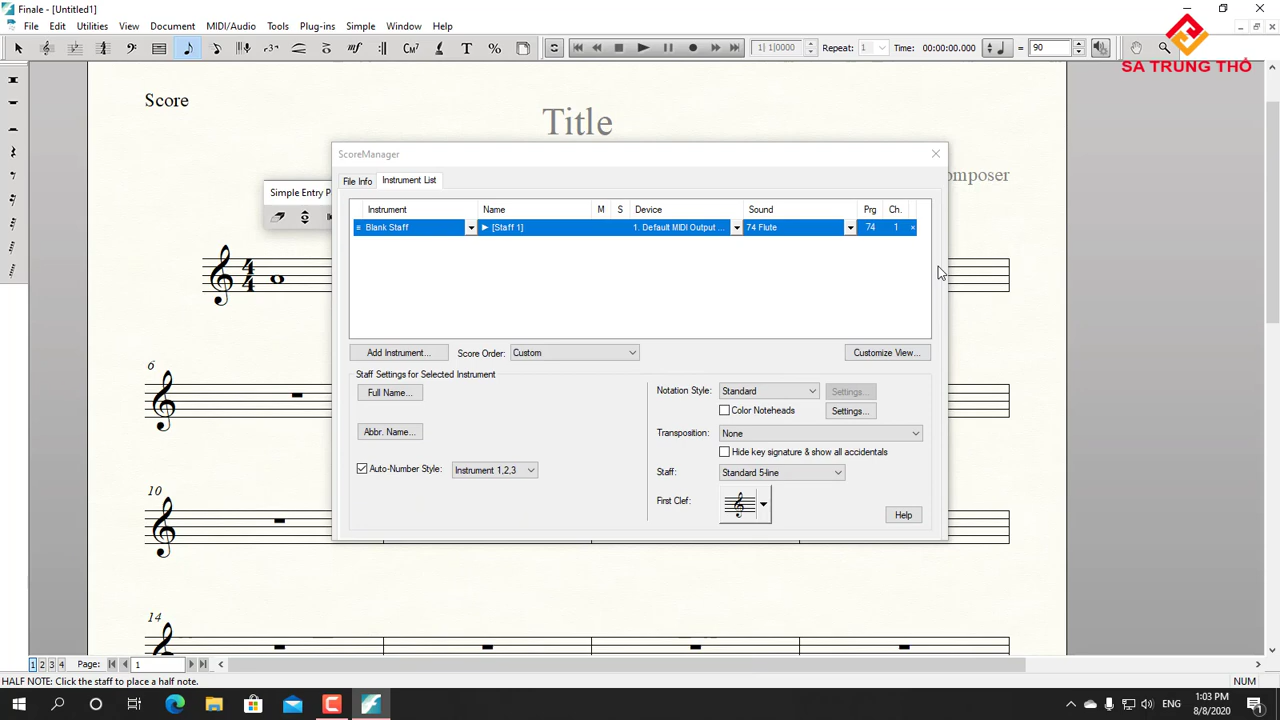 Finale - [Untitled1]
File Edit Utilities View Document MIDI/Audio Tools Plug-ins Simple Entry Window Help
1| 1|0000 Repeat: 1 Time: 00:00:00.000 = 90
SA TRUNG THỔ
Score
Title
ScoreManager
omposer
File Info Instrument List
Simple Entry P
Instrument Name M S Device Sound Prg Ch.
Blank Staff [Staff 1] 1. Default MIDI Output ... 74 Flute 74 1
Add Instrument... Score Order: Custom Customize View...
6
Staff Settings for Selected Instrument
Full Name... Notation Style: Standard Settings...
Color Noteheads Settings...
Abbr. Name... Transposition: None
Hide key signature & show all accidentals
Auto-Number Style: Instrument 1,2,3 Staff: Standard 5-line
10
First Clef:
Help
14
1 2 3 4 Page: 1
HALF NOTE: Click the staff to place a half note. NUM
ENG 1:03 PM
8/8/2020